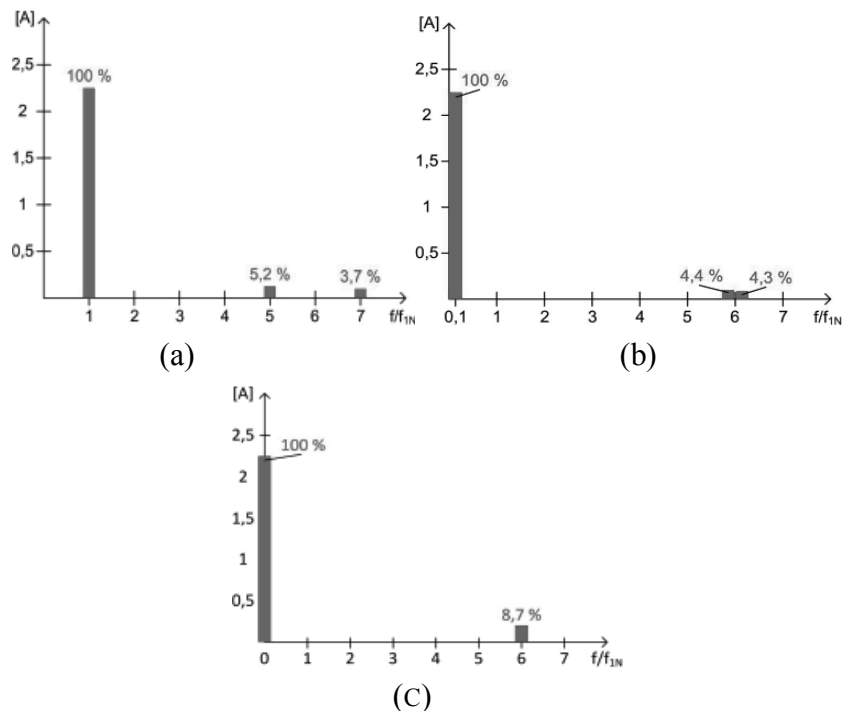 [A]
2,5
100 %
2
1,5
1
0,5
5,2 %
3,7 %
1 2 3 4 5 6 7 f/f1N
(a)
[A]
2,5
100 %
2
1,5
1
0,5
4,4 %
4,3 %
0,1 1 2 3 4 5 6 7 f/f1N
(b)
[A]
2,5
100 %
2
1,5
1
0,5
8,7 %
0 1 2 3 4 5 6 7 f/f1N
(C)